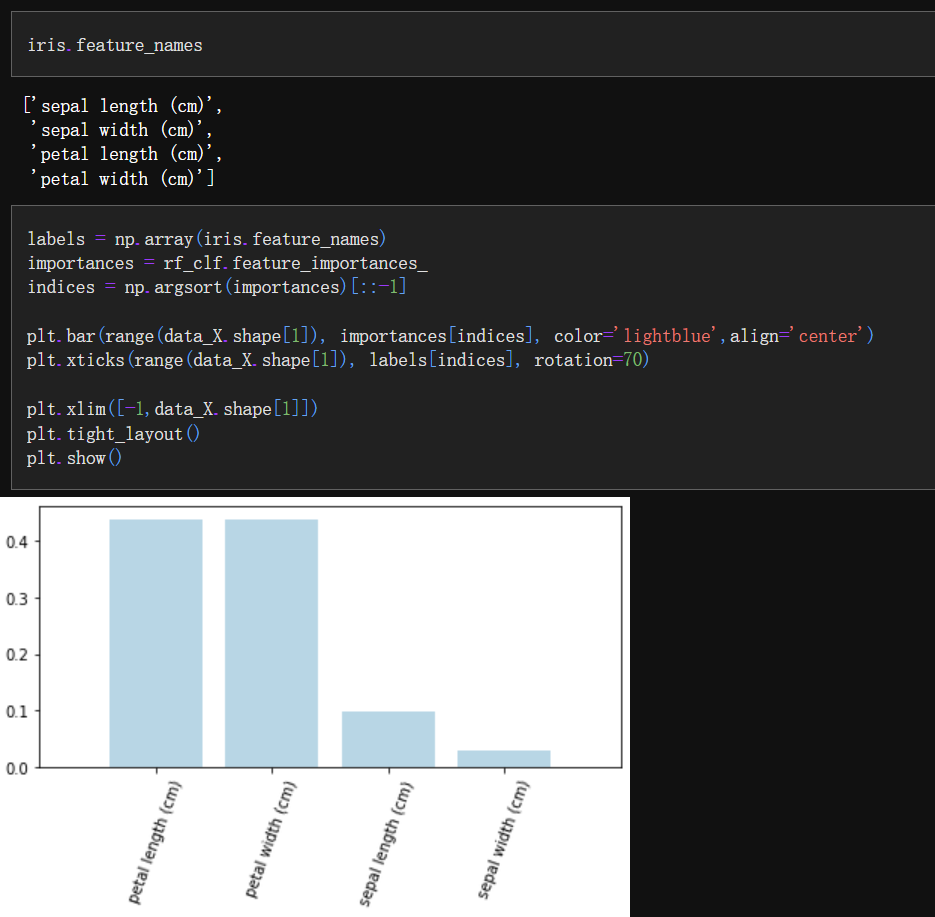 iris.feature_names
['sepal length (cm)',
 'sepal width (cm)',
 'petal length (cm)',
 'petal width (cm)']
labels = np.array(iris.feature_names)
importances = rf_clf.feature_importances_
indices = np.argsort(importances)[::-1]
plt.bar(range(data_X.shape[1]), importances[indices], color='lightblue',align='center')
plt.xticks(range(data_X.shape[1]), labels[indices], rotation=70)
plt.xlim([-1,data_X.shape[1]])
plt.tight_layout()
plt.show()
0.4
0.3
0.2
0.1
0.0
petal length (cm)
petal width (cm)
sepal length (cm)
sepal width (cm)